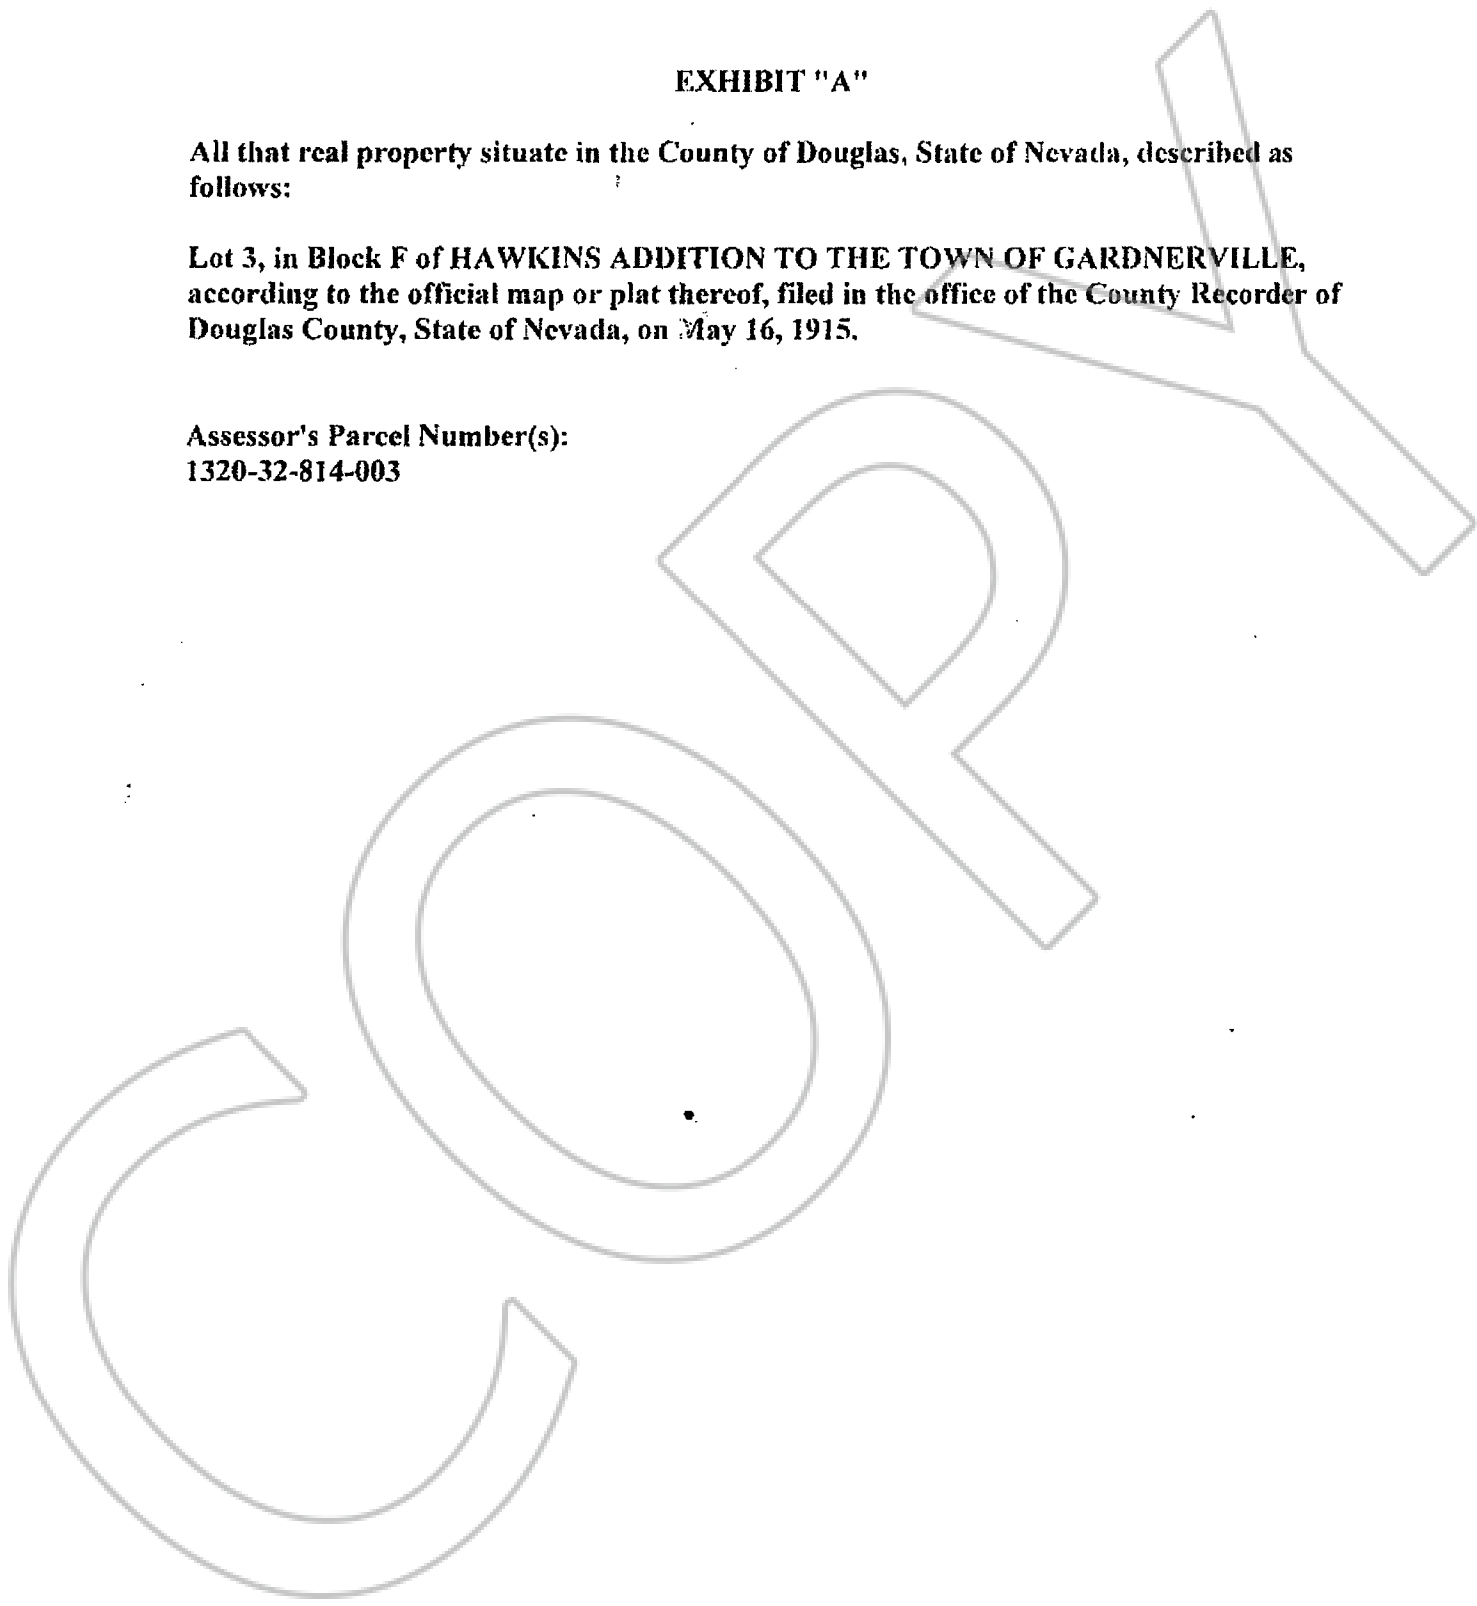 EXHIBIT "A"
All that real property situate in the County of Douglas, State of Nevada, described as
follows:
Lot 3, in Block F of HAWKINS ADDITION TO THE TOWN OF GARDNERVILLE,
according to the official map or plat thereof, filed in the office of the County Recorder of
Douglas County, State of Nevada, on May 16, 1915.
Assessor's Parcel Number(s):
1320-32-814-003
COPY